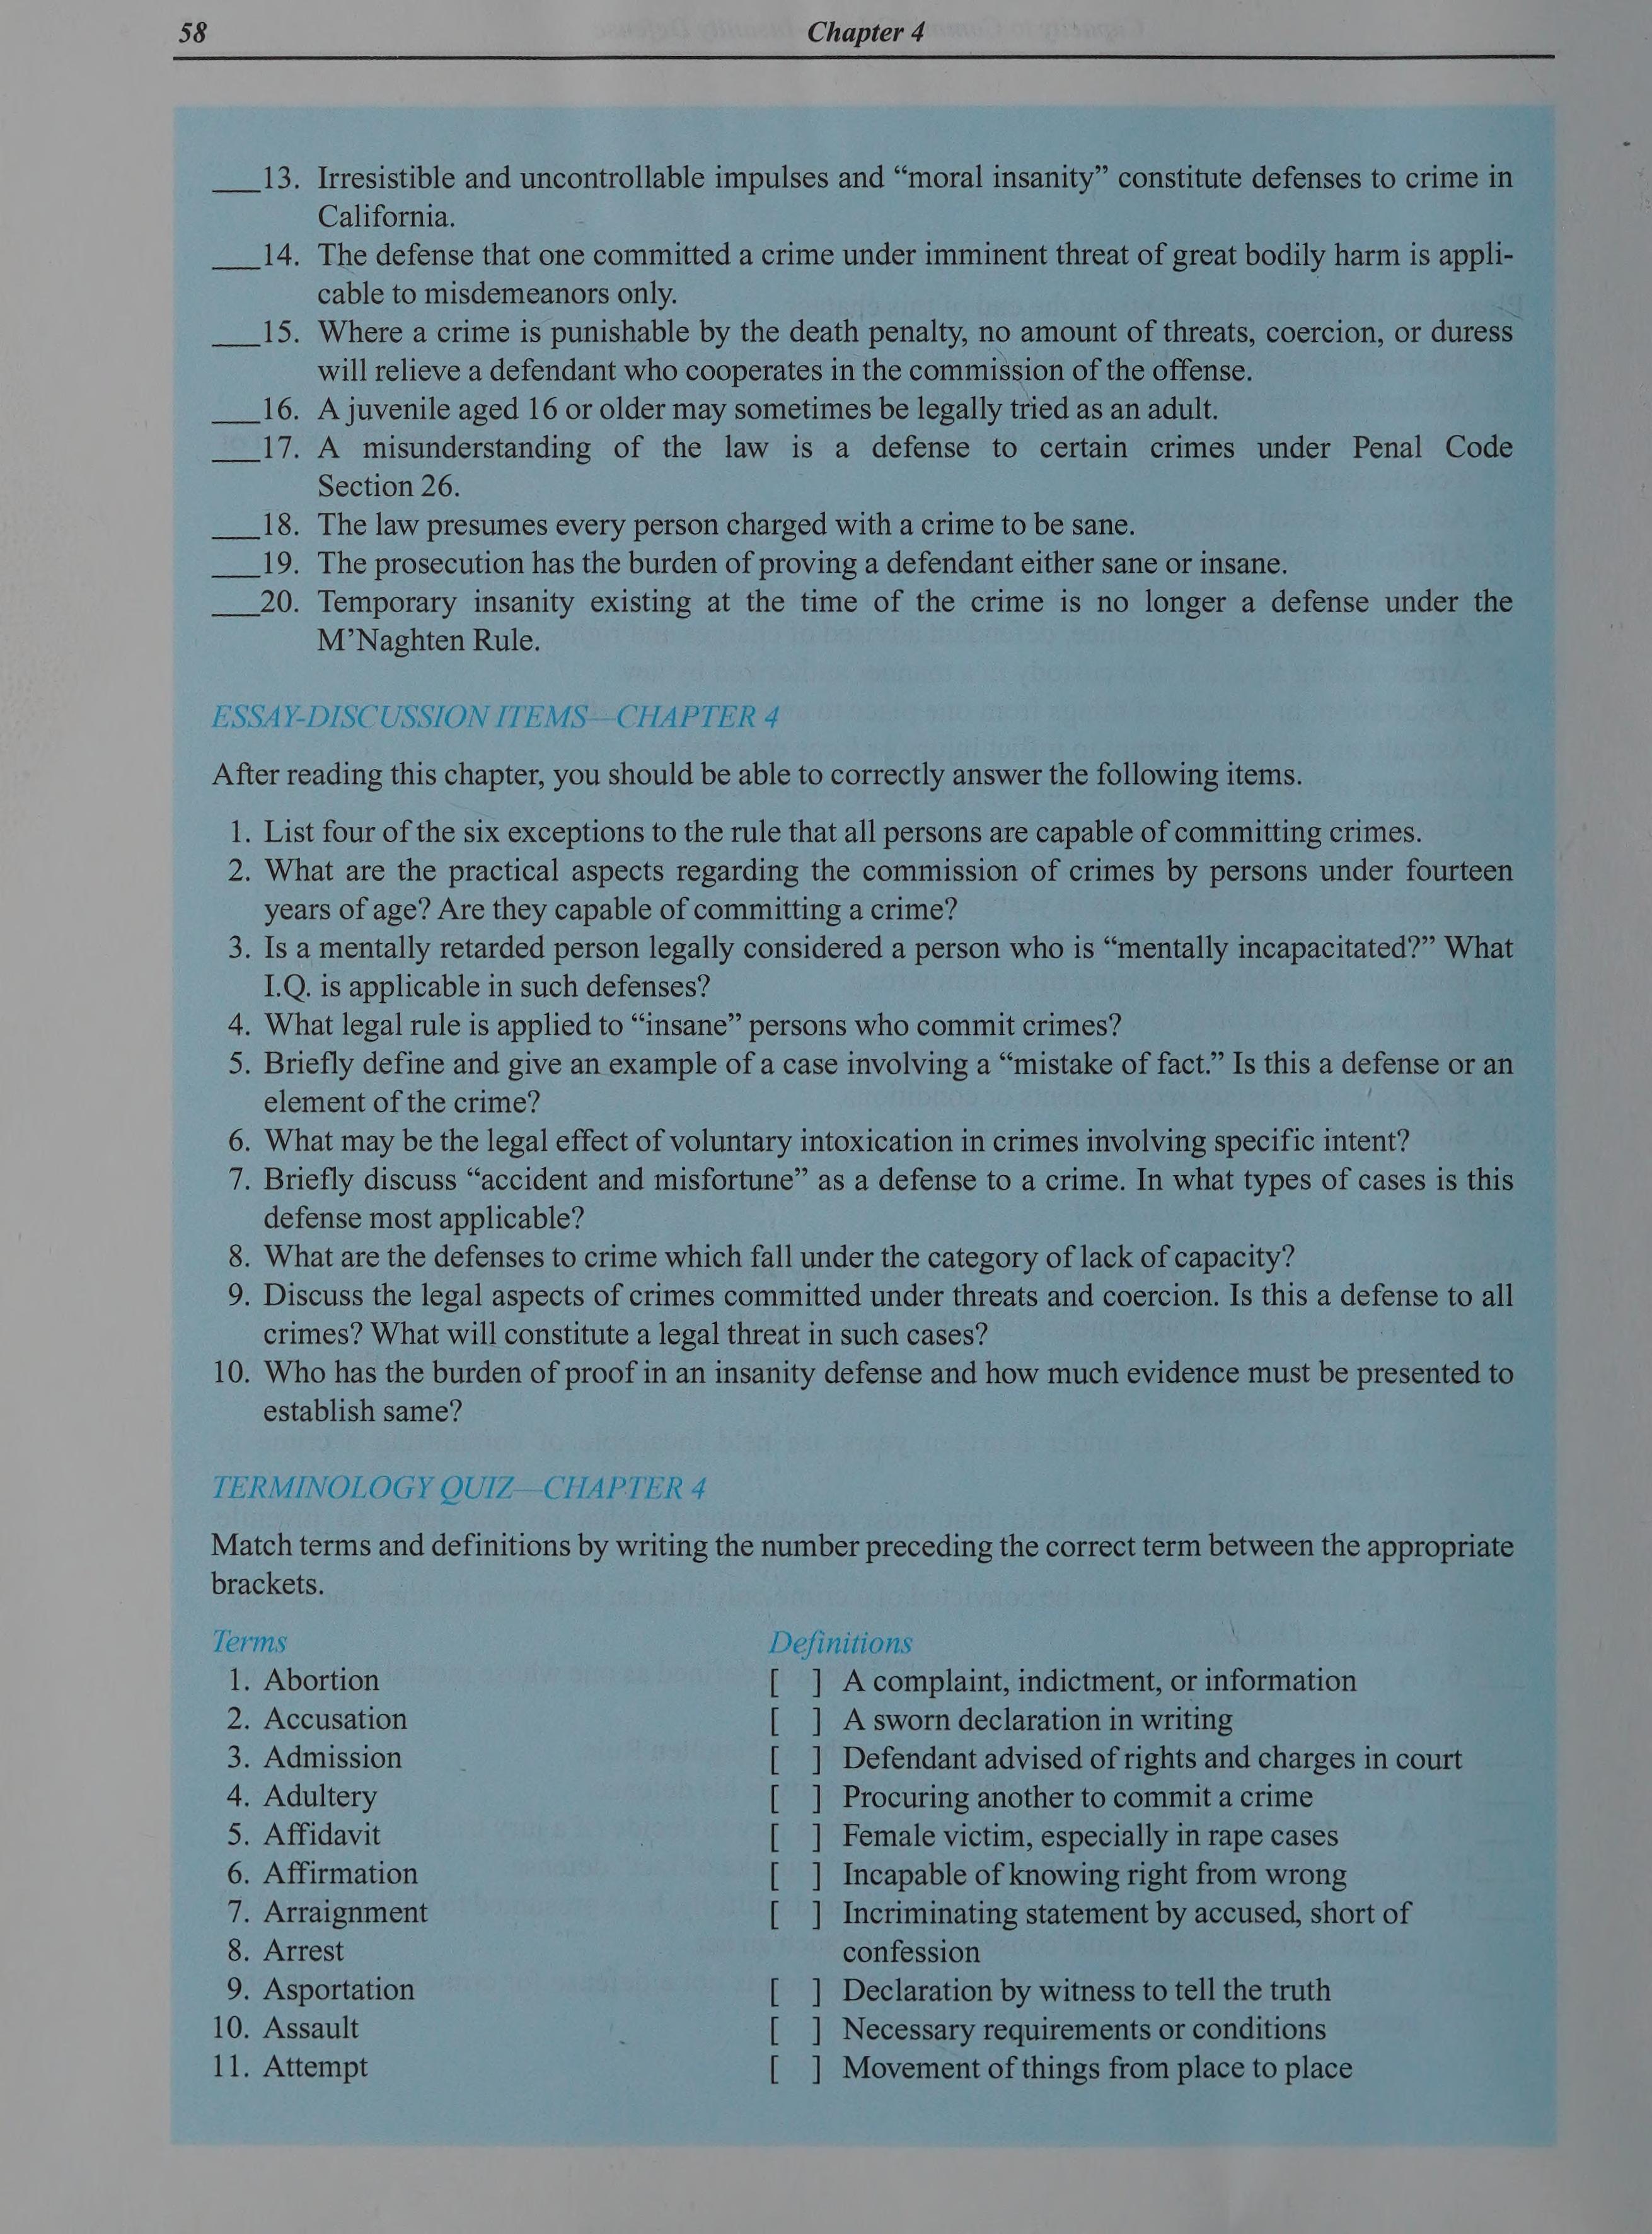 58
Chapter 4
___13. Irresistible and uncontrollable impulses and “moral insanity” constitute defenses to crime in
California.
___14. The defense that one committed a crime under imminent threat of great bodily harm is appli-
cable to misdemeanors only.
___15. Where a crime is punishable by the death penalty, no amount of threats, coercion, or duress
will relieve a defendant who cooperates in the commission of the offense.
___16. A juvenile aged 16 or older may sometimes be legally tried as an adult.
___17. A misunderstanding of the law is a defense to certain crimes under Penal Code
Section 26.
___18. The law presumes every person charged with a crime to be sane.
___19. The prosecution has the burden of proving a defendant either sane or insane.
___20. Temporary insanity existing at the time of the crime is no longer a defense under the
M’Naghten Rule.
ESSAY-DISCUSSION ITEMS—CHAPTER 4
After reading this chapter, you should be able to correctly answer the following items.
1. List four of the six exceptions to the rule that all persons are capable of committing crimes.
2. What are the practical aspects regarding the commission of crimes by persons under fourteen
years of age? Are they capable of committing a crime?
3. Is a mentally retarded person legally considered a person who is “mentally incapacitated?” What
I.Q. is applicable in such defenses?
4. What legal rule is applied to “insane” persons who commit crimes?
5. Briefly define and give an example of a case involving a “mistake of fact.” Is this a defense or an
element of the crime?
6. What may be the legal effect of voluntary intoxication in crimes involving specific intent?
7. Briefly discuss “accident and misfortune” as a defense to a crime. In what types of cases is this
defense most applicable?
8. What are the defenses to crime which fall under the category of lack of capacity?
9. Discuss the legal aspects of crimes committed under threats and coercion. Is this a defense to all
crimes? What will constitute a legal threat in such cases?
10. Who has the burden of proof in an insanity defense and how much evidence must be presented to
establish same?
TERMINOLOGY QUIZ—CHAPTER 4
Match terms and definitions by writing the number preceding the correct term between the appropriate
brackets.
Terms
1. Abortion
2. Accusation
3. Admission
4. Adultery
5. Affidavit
6. Affirmation
7. Arraignment
8. Arrest
9. Asportation
10. Assault
11. Attempt
Definitions
[ ] A complaint, indictment, or information
[ ] A sworn declaration in writing
[ ] Defendant advised of rights and charges in court
[ ] Procuring another to commit a crime
[ ] Female victim, especially in rape cases
[ ] Incapable of knowing right from wrong
[ ] Incriminating statement by accused, short of
confession
[ ] Declaration by witness to tell the truth
[ ] Necessary requirements or conditions
[ ] Movement of things from place to place